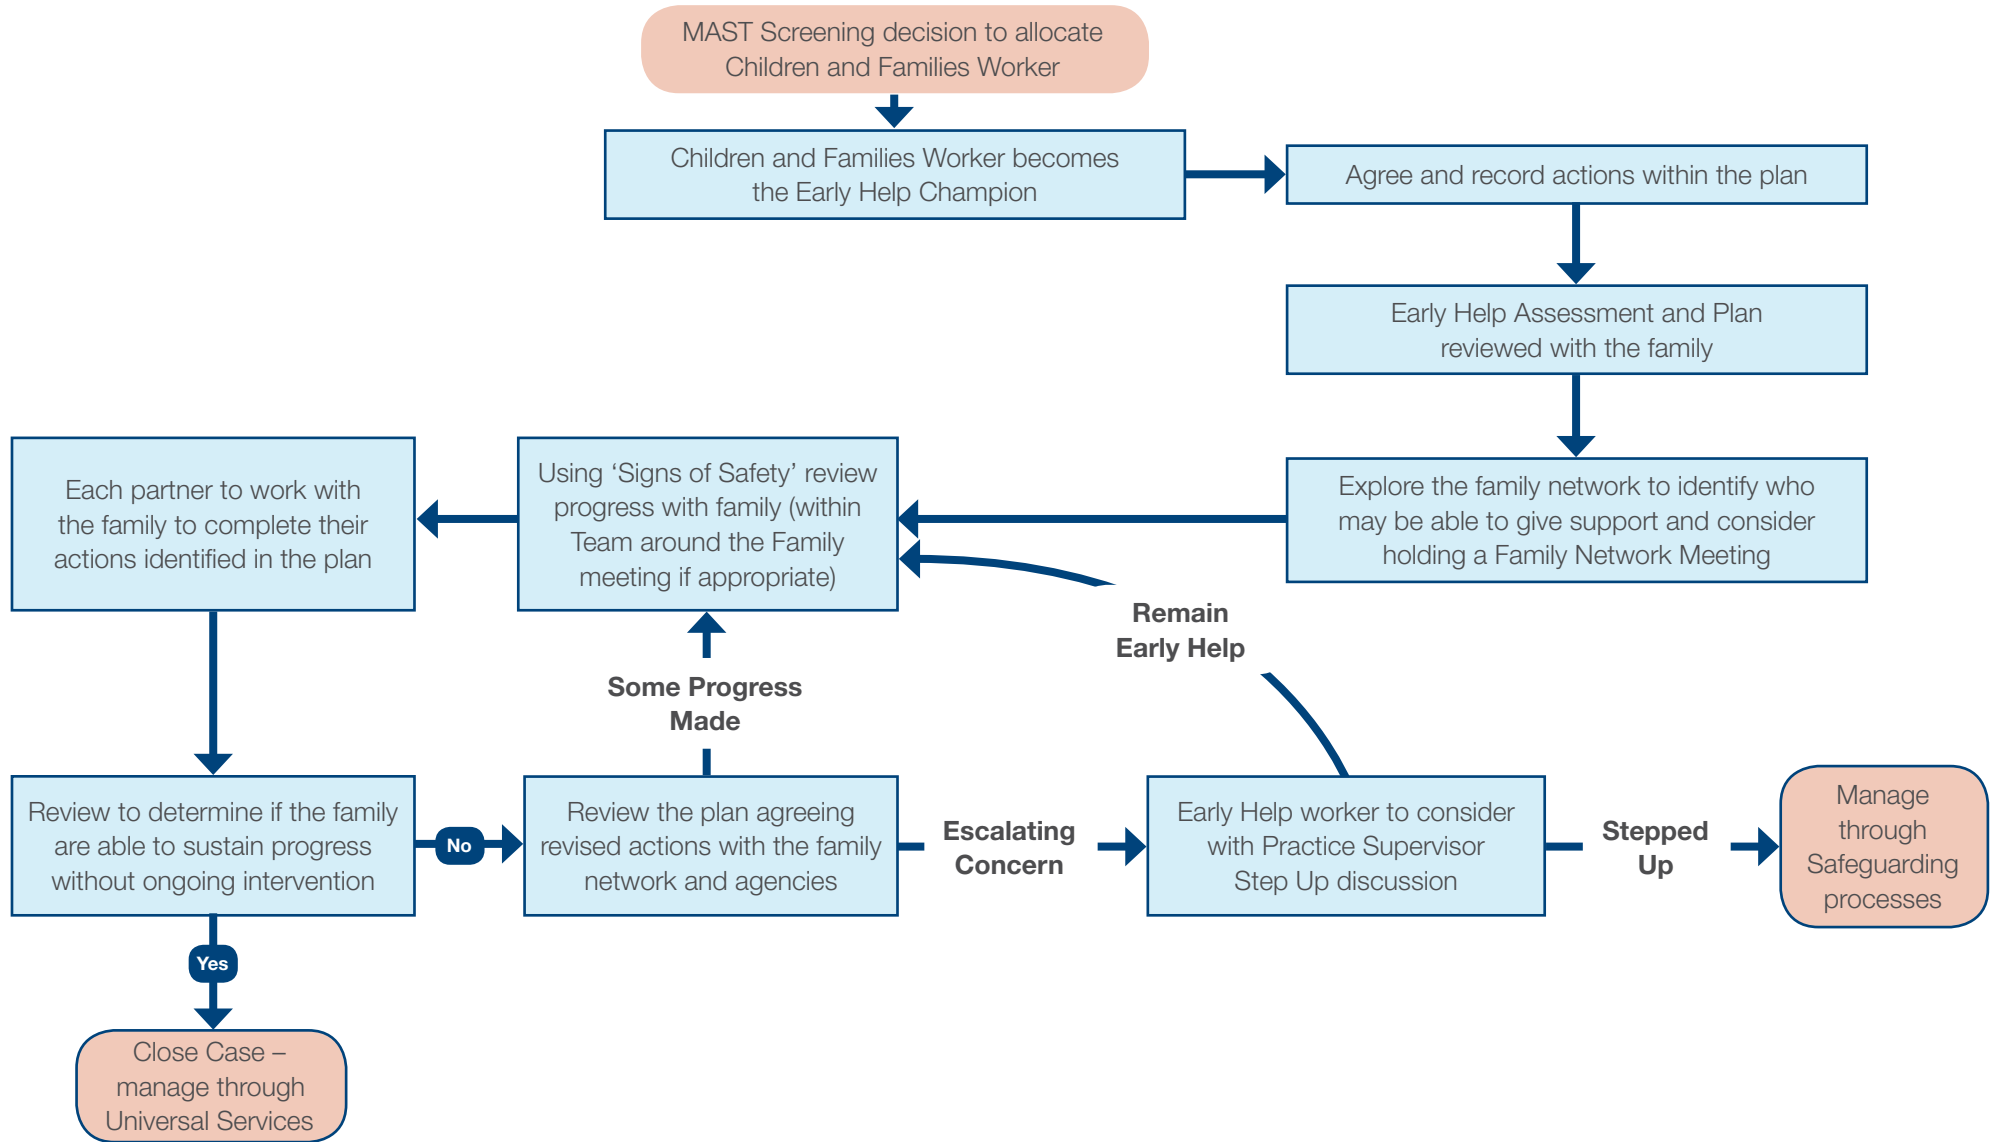 MAST Screening decision to allocate
Children and Families Worker
Children and Families Worker becomes
the Early Help Champion
Agree and record actions within the plan
Early Help Assessment and Plan
reviewed with the family
Explore the family network to identify who
may be able to give support and consider
holding a Family Network Meeting
Using ‘Signs of Safety’ review
progress with family (within
Team around the Family
meeting if appropriate)
Each partner to work with
the family to complete their
actions identified in the plan
Review to determine if the family
are able to sustain progress
without ongoing intervention
Yes
Close Case –
manage through
Universal Services
No
Review the plan agreeing
revised actions with the family
network and agencies
Some Progress
Made
Escalating
Concern
Early Help worker to consider
with Practice Supervisor
Step Up discussion
Remain
Early Help
Stepped
Up
Manage
through
Safeguarding
processes